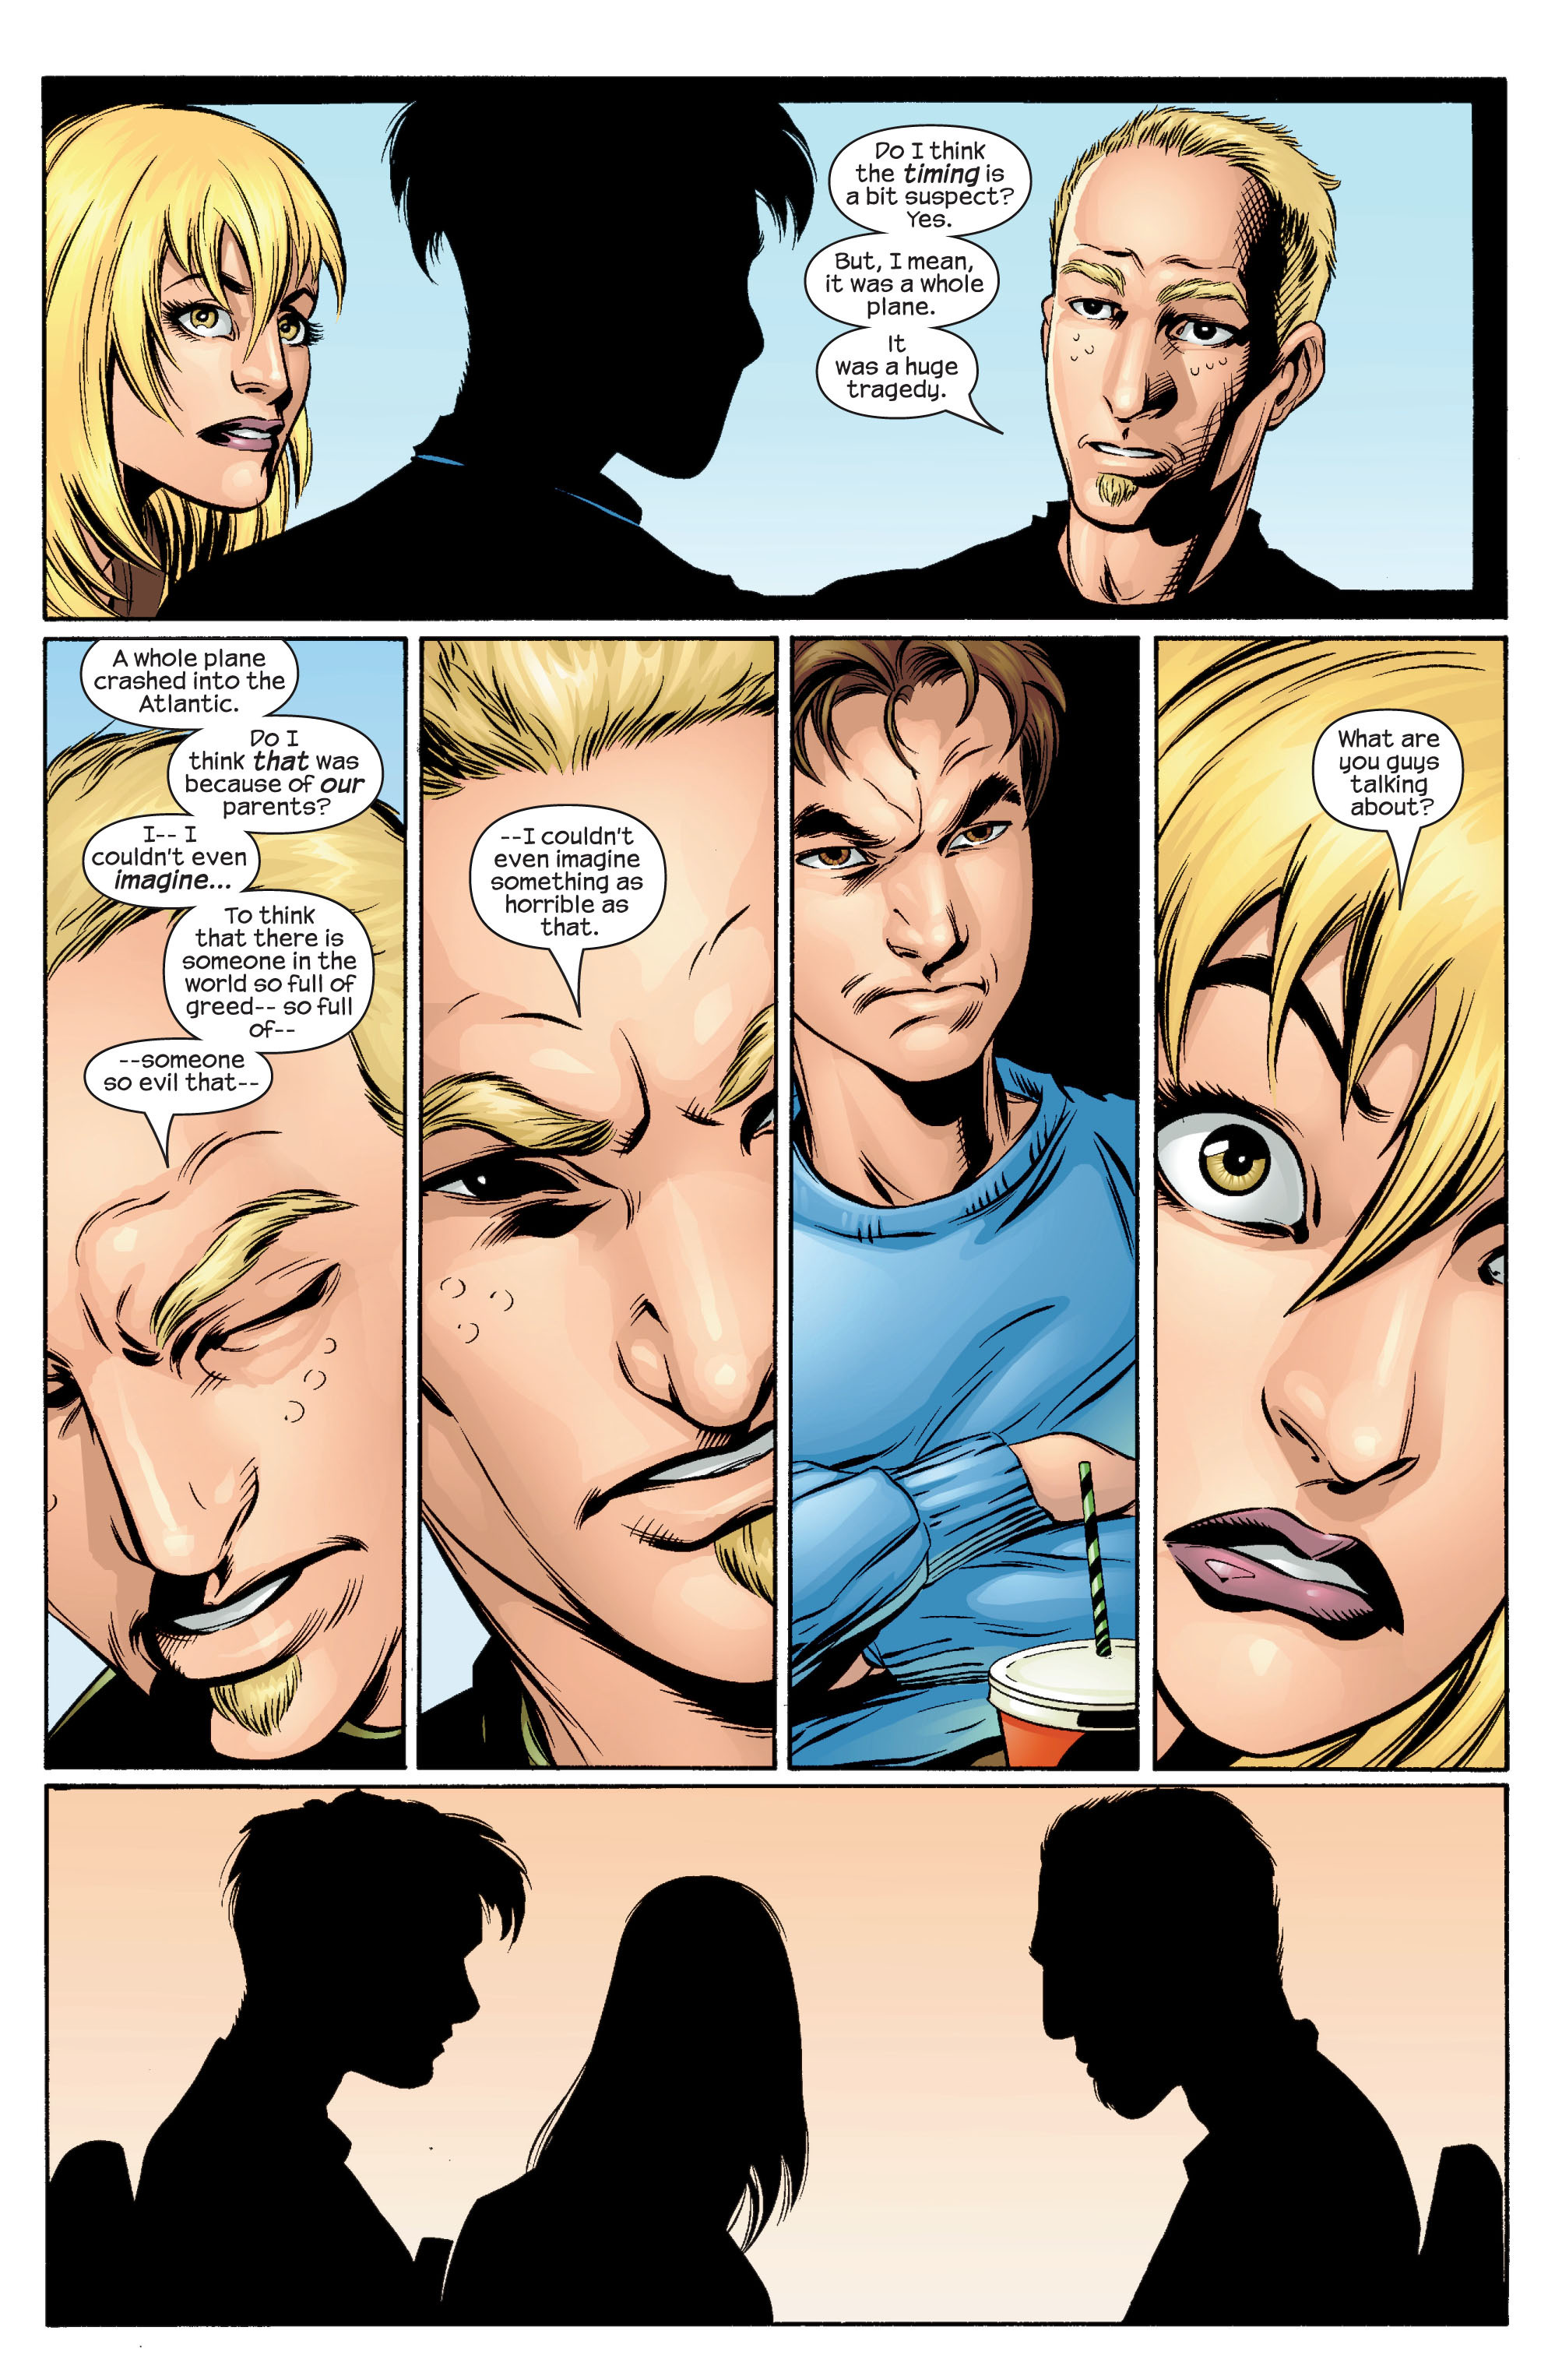 Do I think
the timing is
a bit suspect?
Yes.
But, I mean,
it was a whole
plane.
It
was a huge
tragedy.
A whole plane
crashed into the
Atlantic.
Do I
think that was
because of our
parents?
I-- I
couldn't even
imagine...
To think
that there is
someone in the
world so full of
greed-- so full
of--
--someone
so evil that--
--I couldn't
even imagine
something as
horrible as
that.
What are
you guys
talking
about?